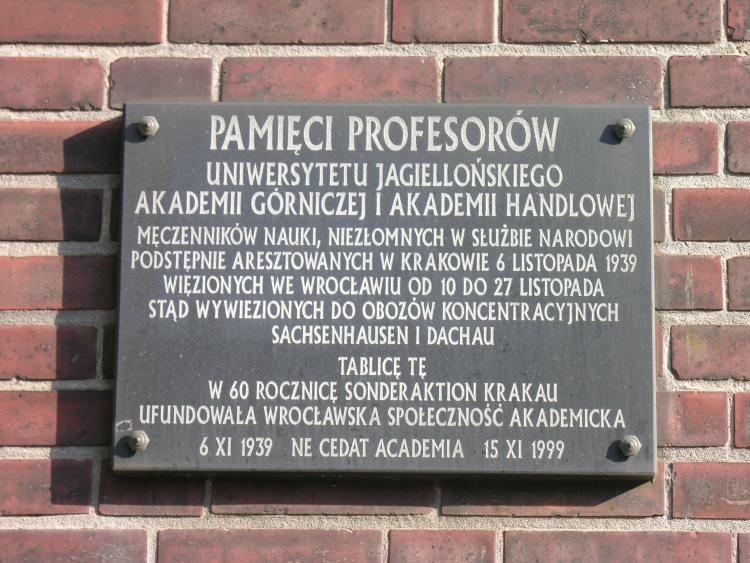 PAMIĘCI PROFESORÓW
UNIWERSYTETU JAGIELLOŃSKIEGO
AKADEMII GÓRNICZEJ I AKADEMII HANDLOWEJ
MĘCZENNIKÓW NAUKI, NIEZŁOMNYCH W SŁUŻBIE NARODOWI
PODSTĘPNIE ARESZTOWANYCH W KRAKOWIE 6 LISTOPADA 1939
WIĘZIONYCH WE WROCŁAWIU OD 10 DO 27 LISTOPADA
STĄD WYWIEZIONYCH DO OBOZÓW KONCENTRACYJNYCH
SACHSENHAUSEN I DACHAU
TABLICĘ TĘ
W 60 ROCZNICĘ SONDERAKTION KRAKAU
UFUNDOWAŁA WROCŁAWSKA SPOŁECZNOŚĆ AKADEMICKA
6 XI 1939 NE CEDAT ACADEMIA 15 XI 1999